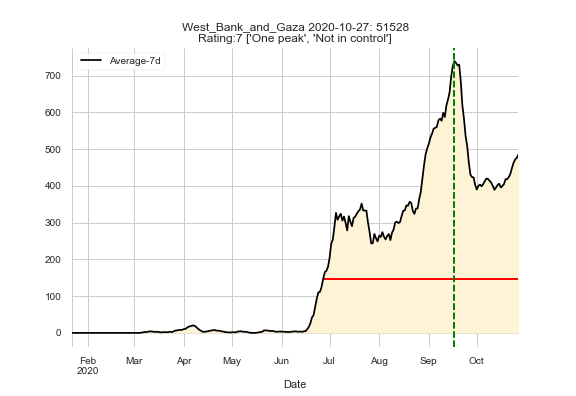 West_Bank_and_Gaza 2020-10-27: 51528
Rating:7 ['One peak', 'Not in control']
Average-7d
700
600
500
400
300
200
100
0
Feb
2020
Mar
Apr
May
Jun
Jul
Aug
Sep
Oct
Date